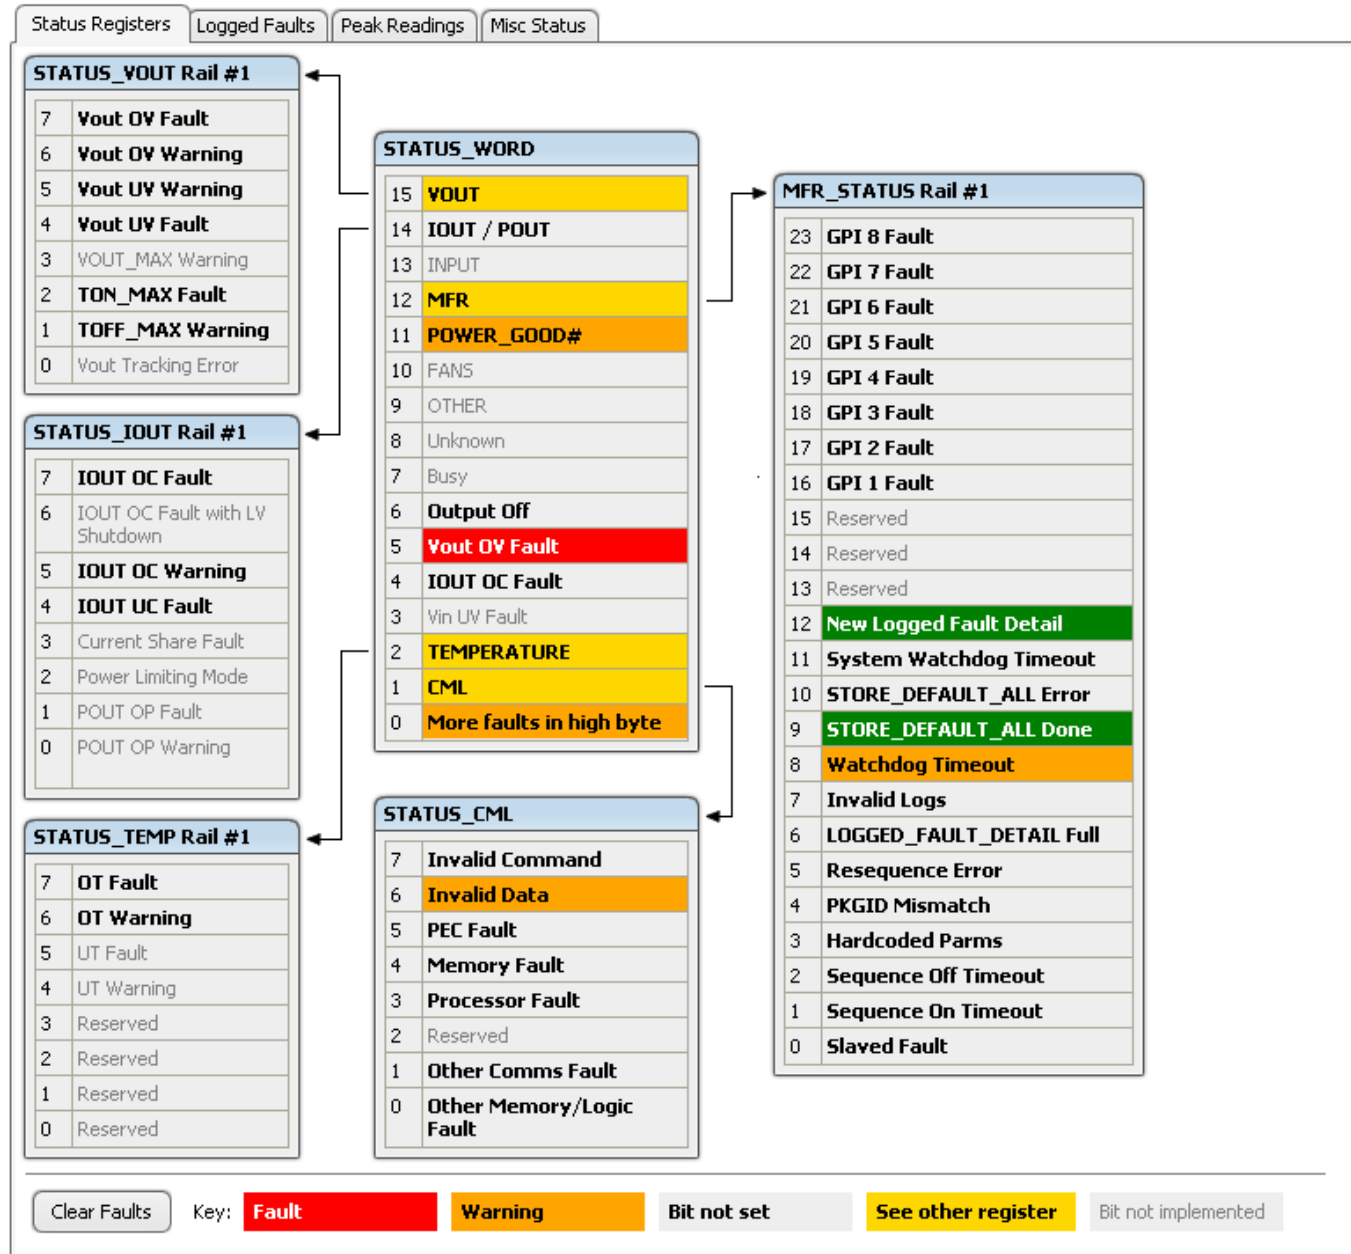 Status Registers Logged Faults Peak Readings Misc Status
STATUS_VOUT Rail #1
7 Vout OV Fault
6 Vout OV Warning
5 Vout UV Warning
4 Vout UV Fault
3 VOUT_MAX Warning
2 TON_MAX Fault
1 TOFF_MAX Warning
0 Vout Tracking Error
STATUS_IOUT Rail #1
7 IOUT OC Fault
6 IOUT OC Fault with LV
Shutdown
5 IOUT OC Warning
4 IOUT UC Fault
3 Current Share Fault
2 Power Limiting Mode
1 POUT OP Fault
0 POUT OP Warning
STATUS_TEMP Rail #1
7 OT Fault
6 OT Warning
5 UT Fault
4 UT Warning
3 Reserved
2 Reserved
1 Reserved
0 Reserved
STATUS_WORD
15 VOUT
14 IOUT / POUT
13 INPUT
12 MFR
11 POWER_GOOD#
10 FANS
9 OTHER
8 Unknown
7 Busy
6 Output Off
5 Vout OV Fault
4 IOUT OC Fault
3 Vin UV Fault
2 TEMPERATURE
1 CML
0 More faults in high byte
STATUS_CML
7 Invalid Command
6 Invalid Data
5 PEC Fault
4 Memory Fault
3 Processor Fault
2 Reserved
1 Other Comms Fault
0 Other Memory/Logic
Fault
MFR_STATUS Rail #1
23 GPI 8 Fault
22 GPI 7 Fault
21 GPI 6 Fault
20 GPI 5 Fault
19 GPI 4 Fault
18 GPI 3 Fault
17 GPI 2 Fault
16 GPI 1 Fault
15 Reserved
14 Reserved
13 Reserved
12 New Logged Fault Detail
11 System Watchdog Timeout
10 STORE_DEFAULT_ALL Error
9 STORE_DEFAULT_ALL Done
8 Watchdog Timeout
7 Invalid Logs
6 LOGGED_FAULT_DETAIL Full
5 Resequence Error
4 PKGID Mismatch
3 Hardcoded Parms
2 Sequence Off Timeout
1 Sequence On Timeout
0 Slaved Fault
Clear Faults Key: Fault Warning Bit not set See other register Bit not implemented